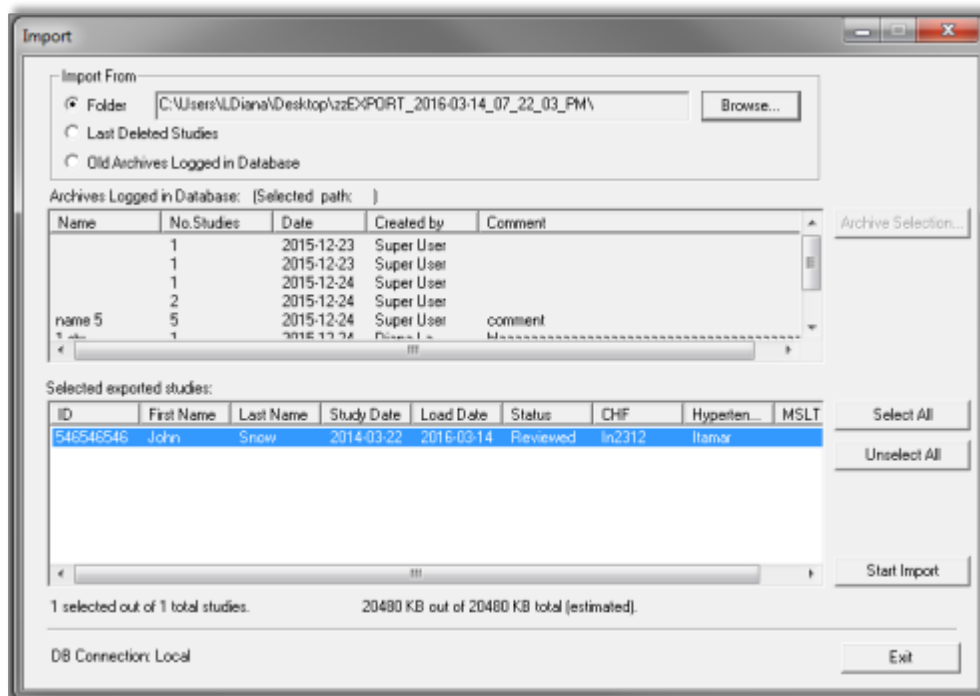 Import
Import From
Folder C:\Users\LDiana\Desktop\zzEXPORT_2016-03-14_07_22_03_PM\ Browse...
Last Deleted Studies
Old Archives Logged in Database
Archives Logged in Database: (Selected path: )
Name No.Studies Date Created by Comment Archive Selection...
1 2015-12-23 Super User
1 2015-12-23 Super User
1 2015-12-24 Super User
2 2015-12-24 Super User
name 5 5 2015-12-24 Super User comment
Selected exported studies:
ID First Name Last Name Study Date Load Date Status CHF Hyperten... MSLT Select All
546546546 John Snow 2014-03-22 2016-03-14 Reviewed In2312 Itamar
Unselect All
Start Import
1 selected out of 1 total studies. 20480 KB out of 20480 KB total (estimated).
DB Connection: Local Exit